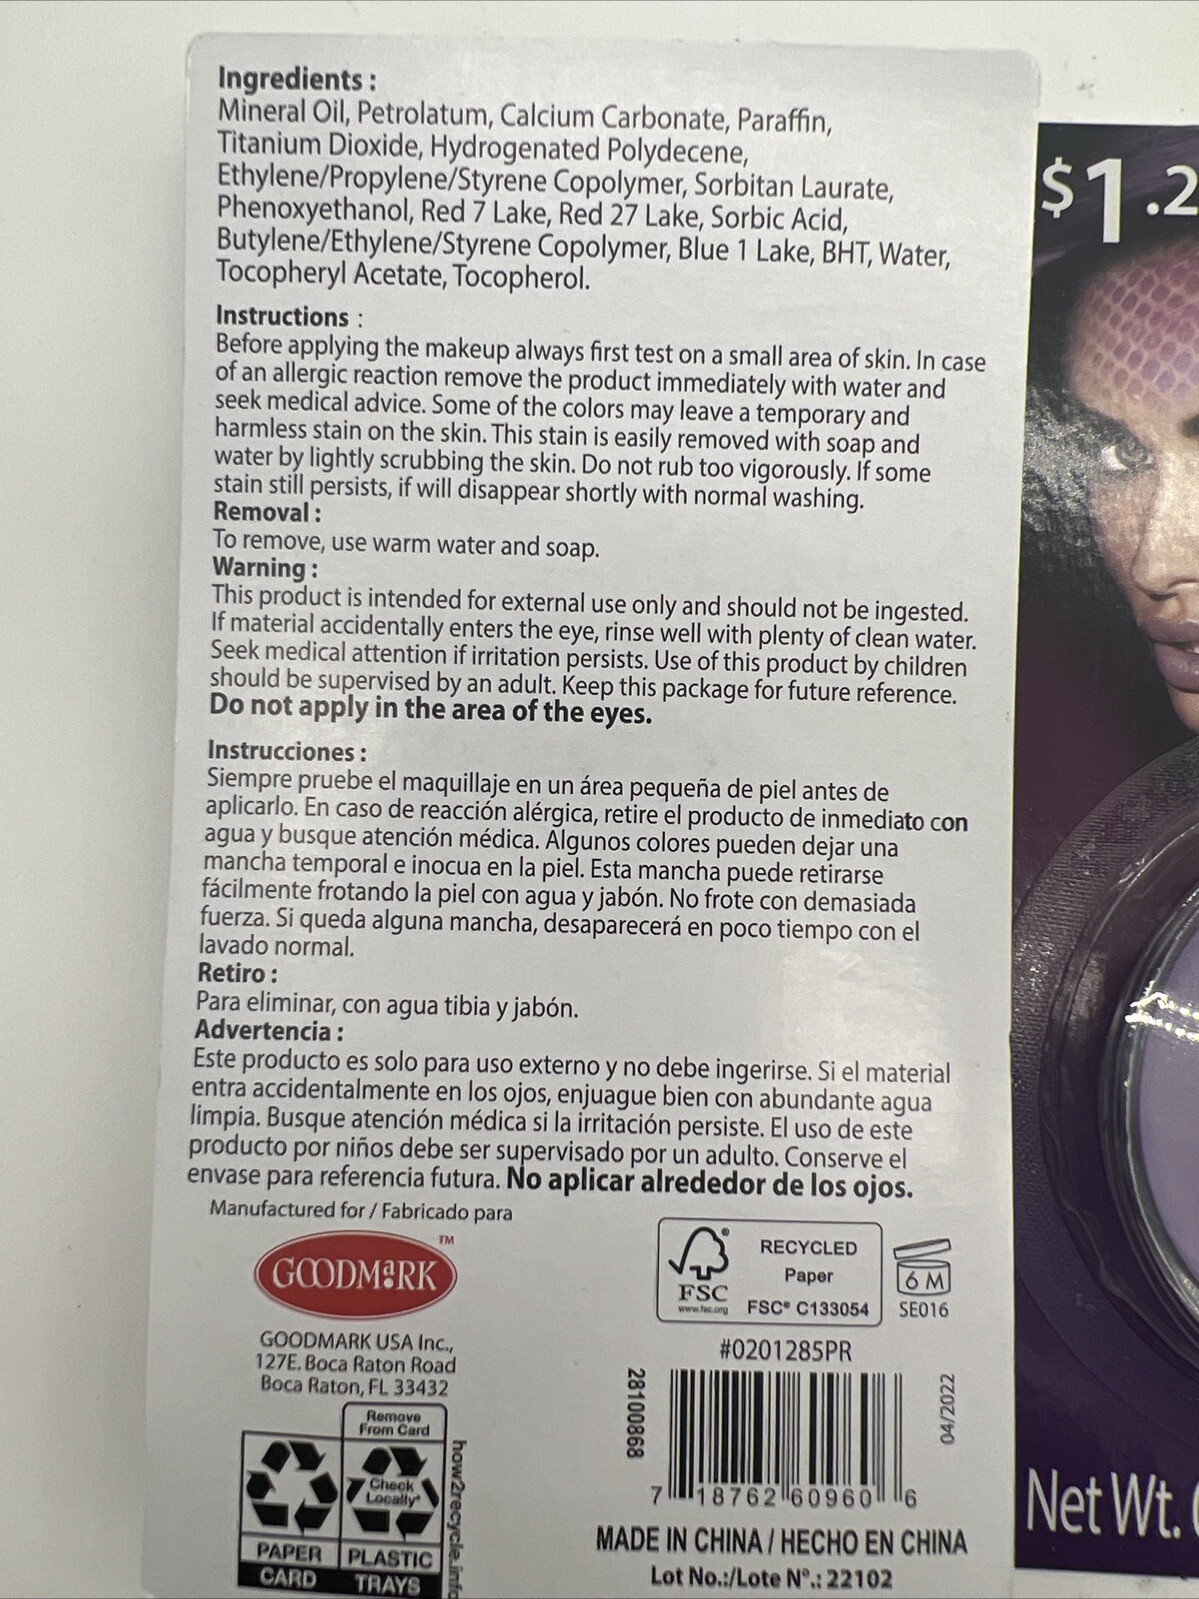 Ingredients :
Mineral Oil, Petrolatum, Calcium Carbonate, Paraffin,
Titanium Dioxide, Hydrogenated Polydecene,
Ethylene/Propylene/Styrene Copolymer, Sorbitan Laurate,
Phenoxyethanol, Red 7 Lake, Red 27 Lake, Sorbic Acid,
Butylene/Ethylene/Styrene Copolymer, Blue 1 Lake, BHT, Water,
Tocopheryl Acetate, Tocopherol.
Instructions :
Before applying the makeup always first test on a small area of skin. In case
of an allergic reaction remove the product immediately with water and
seek medical advice. Some of the colors may leave a temporary and
harmless stain on the skin. This stain is easily removed with soap and
water by lightly scrubbing the skin. Do not rub too vigorously. If some
stain still persists, if will disappear shortly with normal washing.
Removal :
To remove, use warm water and soap.
Warning :
This product is intended for external use only and should not be ingested.
If material accidentally enters the eye, rinse well with plenty of clean water.
Seek medical attention if irritation persists. Use of this product by children
should be supervised by an adult. Keep this package for future reference.
Do not apply in the area of the eyes.
Instrucciones :
Siempre pruebe el maquillaje en un área pequeña de piel antes de
aplicarlo. En caso de reacción alérgica, retire el producto de inmediato con
agua y busque atención médica. Algunos colores pueden dejar una
mancha temporal e inocua en la piel. Esta mancha puede retirarse
fácilmente frotando la piel con agua y jabón. No frote con demasiada
fuerza. Si queda alguna mancha, desaparecerá en poco tiempo con el
lavado normal.
Retiro :
Para eliminar, con agua tibia y jabón.
Advertencia :
Este producto es solo para uso externo y no debe ingerirse. Si el material
entra accidentalmente en los ojos, enjuague bien con abundante agua
limpia. Busque atención médica si la irritación persiste. El uso de este
producto por niños debe ser supervisado por un adulto. Conserve el
envase para referencia futura. No aplicar alrededor de los ojos.
Manufactured for / Fabricado para
GOODMARK TM
GOODMARK USA Inc.,
127E. Boca Raton Road
Boca Raton, FL 33432
Remove
From Card
Check
Locally*
PAPER
PLASTIC
CARD
TRAYS
how2recycle.info
FSC
www.fsc.org
RECYCLED
Paper
FSC® C133054
6 M
SE016
#0201285PR
28100868
04/2022
7 18762 60960 6
MADE IN CHINA / HECHO EN CHINA
Lot No.:/Lote Nº.: 22102
$1.2
Net Wt.